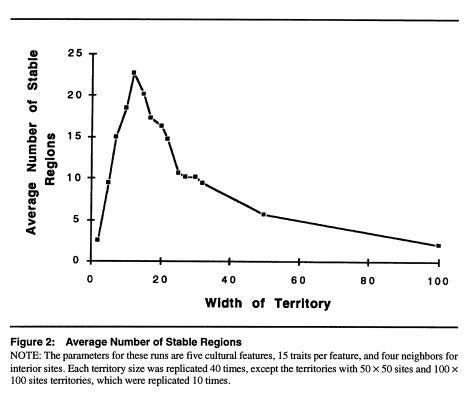 25
20
15
10
5
0
Average Number of Stable
Regions
0 20 40 60 80 100
Width of Territory
Figure 2: Average Number of Stable Regions
NOTE: The parameters for these runs are five cultural features, 15 traits per feature, and four neighbors for
interior sites. Each territory size was replicated 40 times, except the territories with 50 × 50 sites and 100 ×
100 sites territories, which were replicated 10 times.